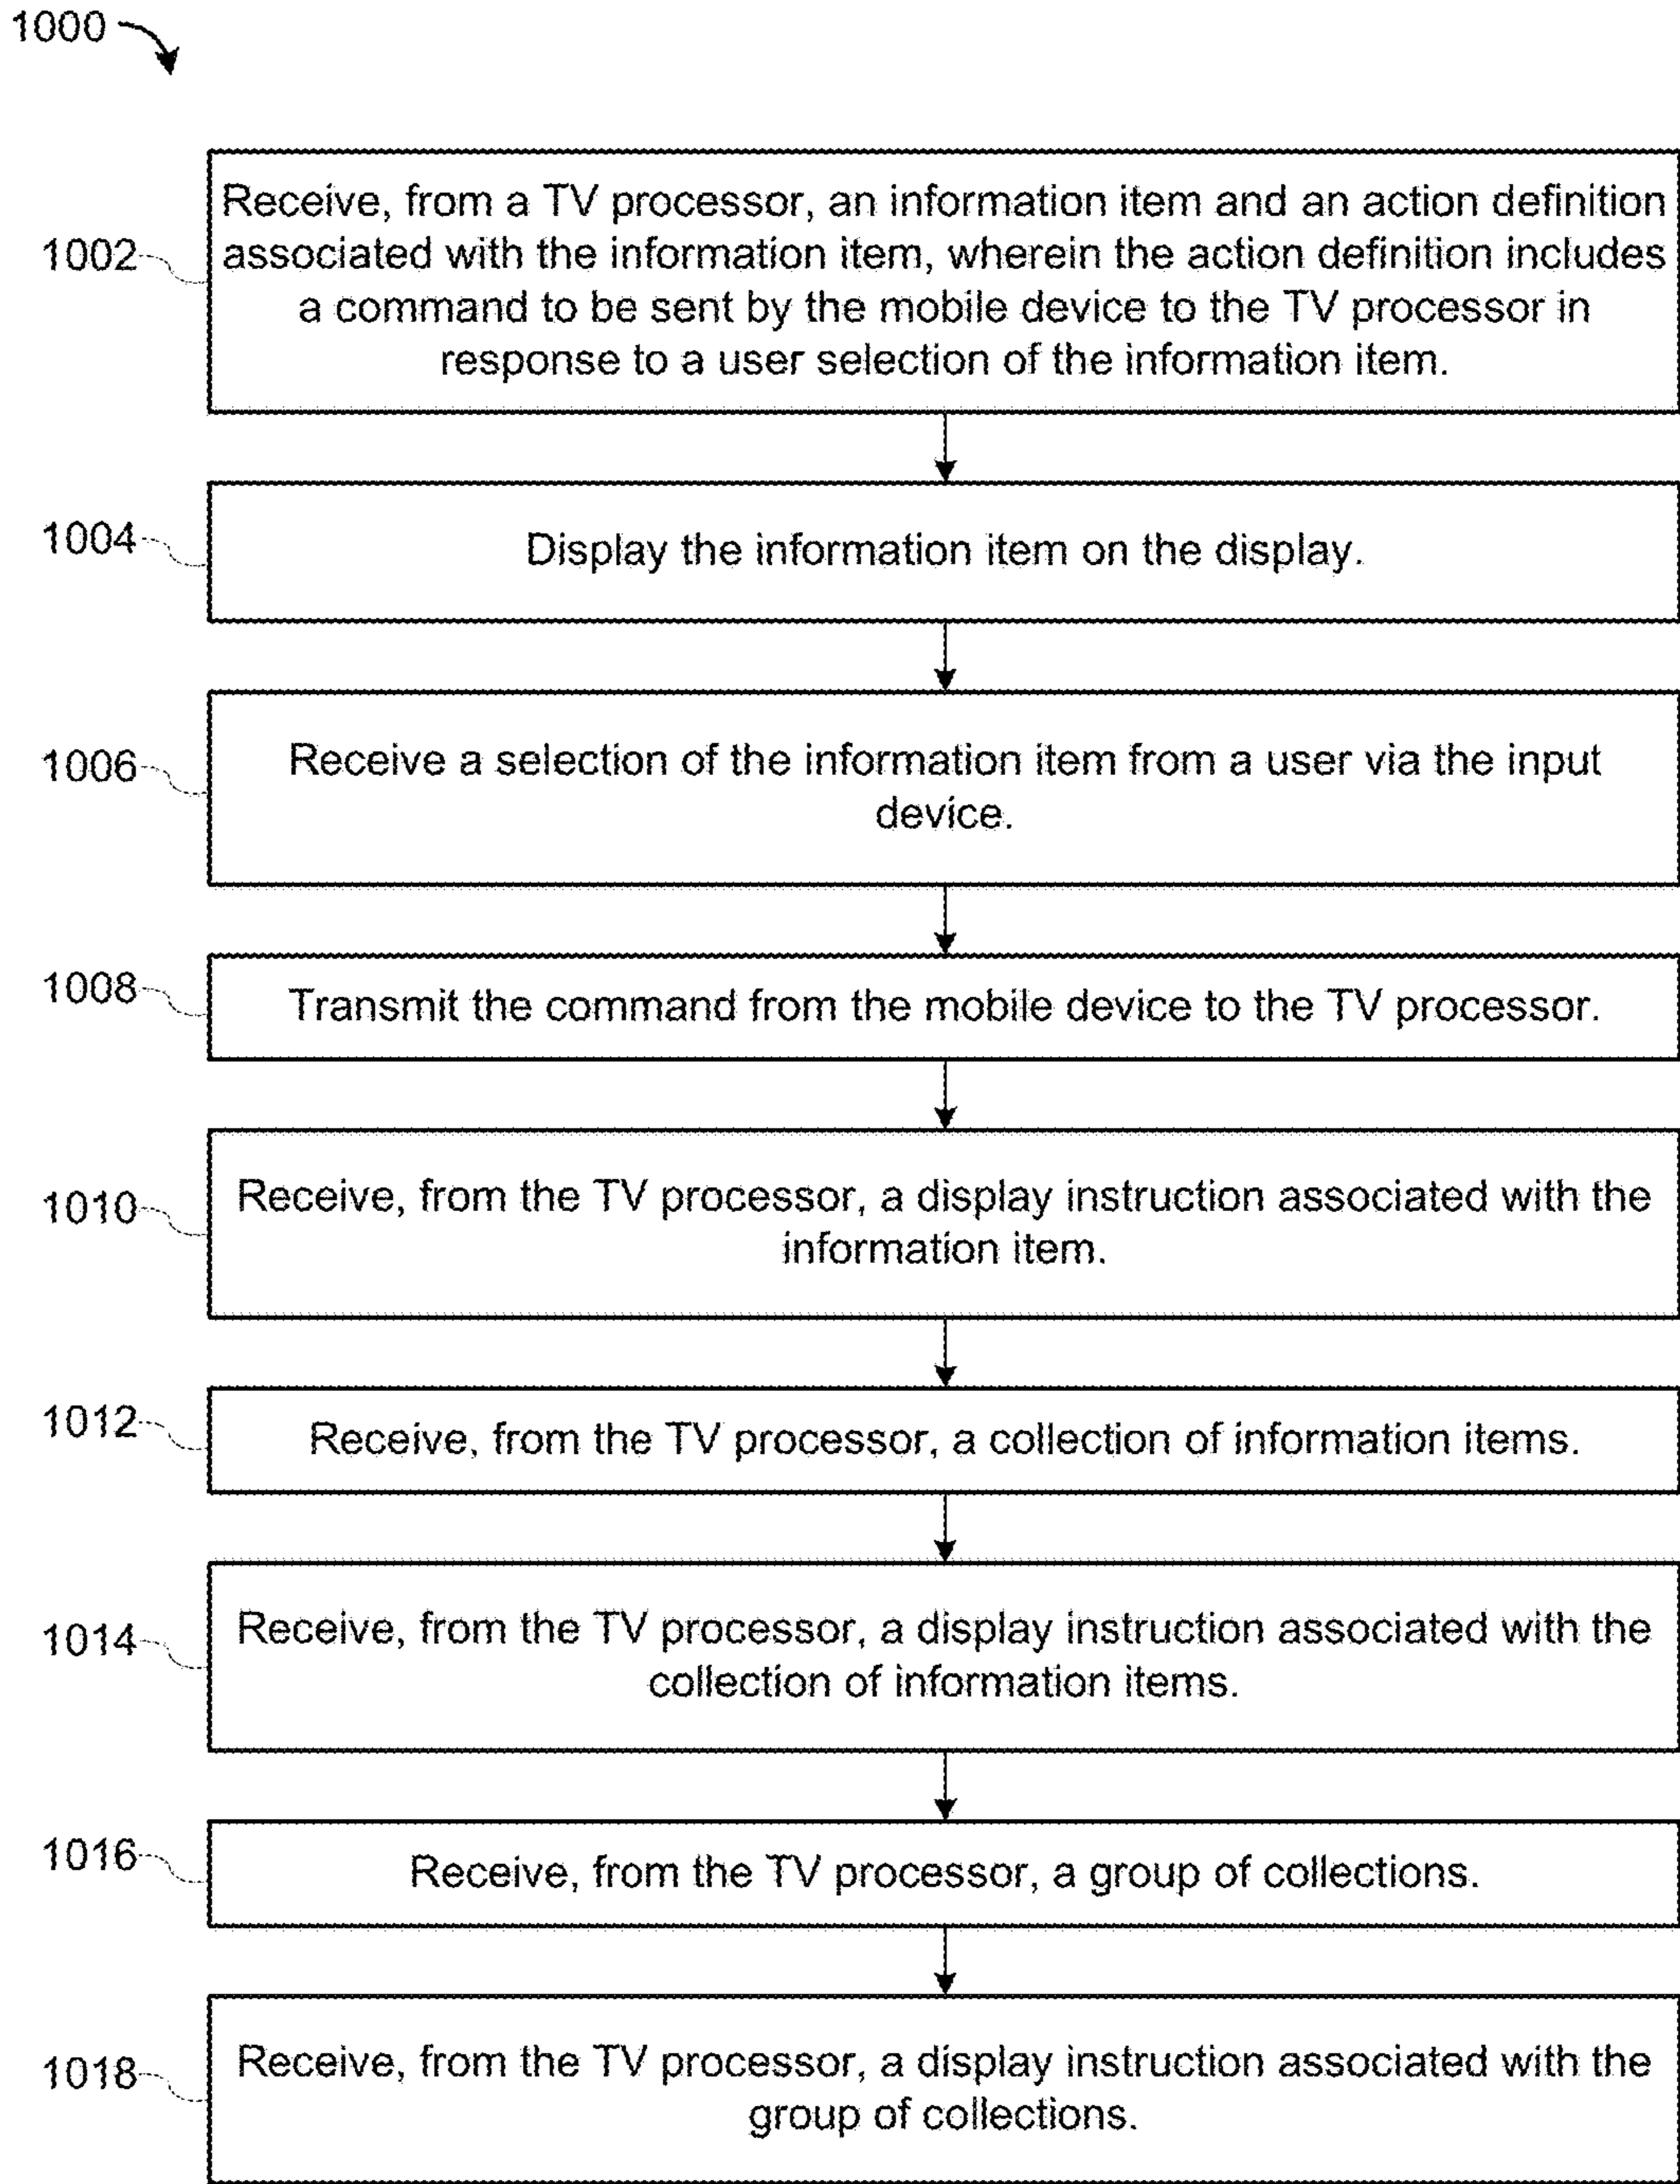 1000
1002
Receive, from a TV processor, an information item and an action definition
associated with the information item, wherein the action definition includes
a command to be sent by the mobile device to the TV processor in
response to a user selection of the information item.
1004
Display the information item on the display.
1006
Receive a selection of the information item from a user via the input
device.
1008
Transmit the command from the mobile device to the TV processor.
1010
Receive, from the TV processor, a display instruction associated with the
information item.
1012
Receive, from the TV processor, a collection of information items.
1014
Receive, from the TV processor, a display instruction associated with the
collection of information items.
1016
Receive, from the TV processor, a group of collections.
1018
Receive, from the TV processor, a display instruction associated with the
group of collections.